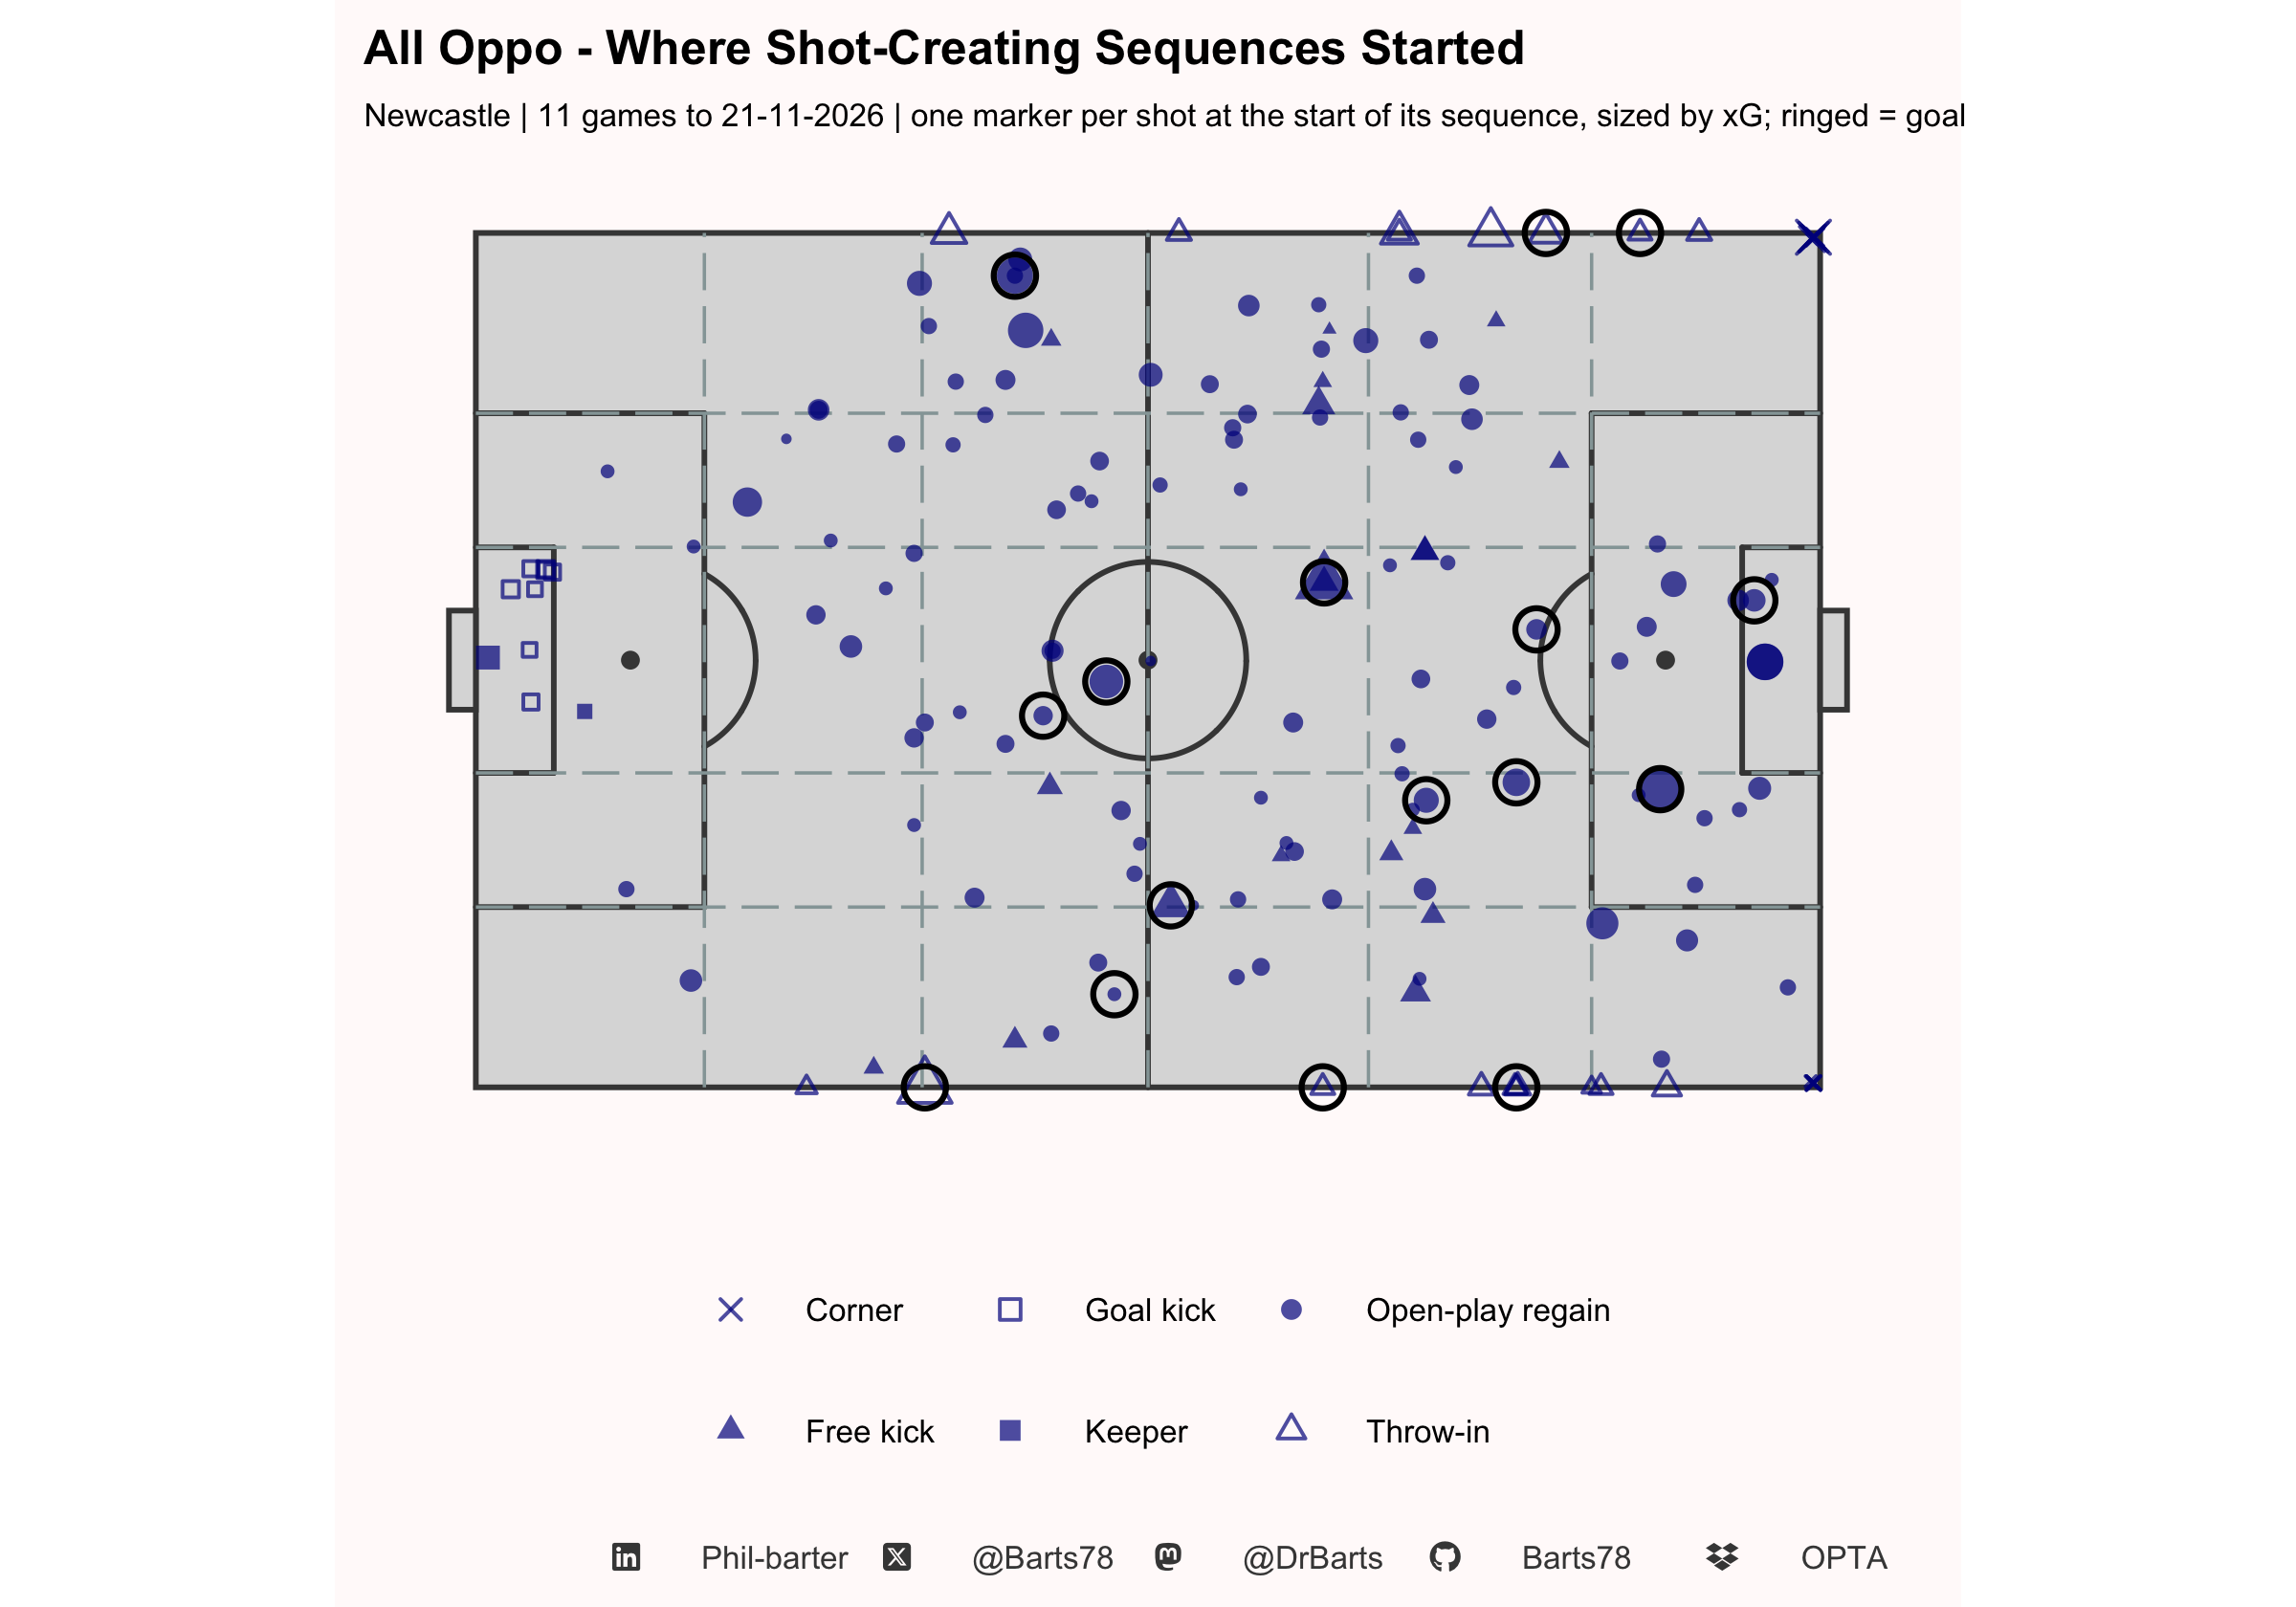 All Oppo - Where Shot-Creating Sequences Started
Newcastle | 11 games to 21-11-2026 | one marker per shot at the start of its sequence, sized by xG; ringed = goal
Corner Goal kick Open-play regain
Free kick Keeper Throw-in
Phil-barter @Barts78 @DrBarts Barts78 OPTA